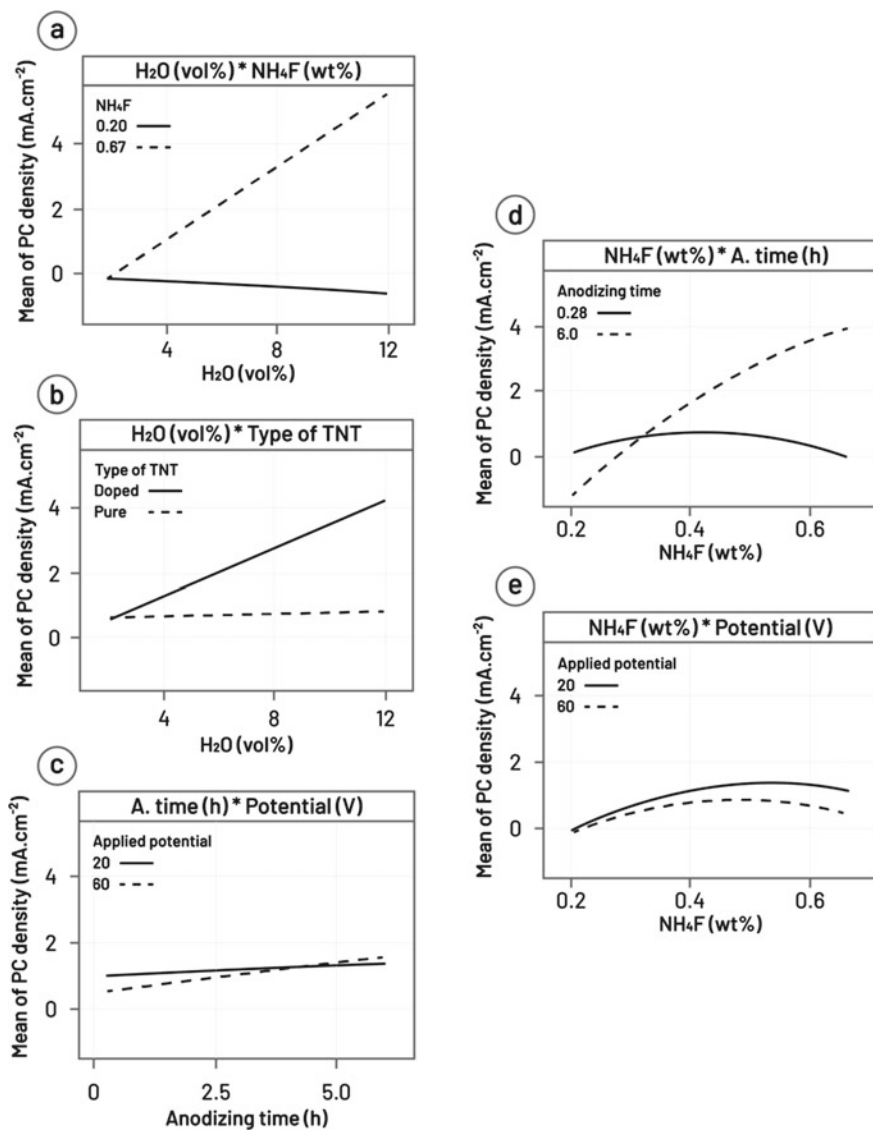 a
H₂O (vol%) * NH₄F (wt%)
NH₄F
0.20
0.67
4
2
0
4
8
12
H₂O (vol%)
Mean of PC density (mA.cm⁻²)
b
H₂O (vol%) * Type of TNT
Type of TNT
Doped
Pure
4
2
0
4
8
12
H₂O (vol%)
Mean of PC density (mA.cm⁻²)
c
A. time (h) * Potential (V)
Applied potential
20
60
4
2
0
0
2.5
5.0
Anodizing time (h)
Mean of PC density (mA.cm⁻²)
d
NH₄F (wt%) * A. time (h)
Anodizing time
0.28
6.0
4
2
0
0.2
0.4
0.6
NH₄F (wt%)
Mean of PC density (mA.cm⁻²)
e
NH₄F (wt%) * Potential (V)
Applied potential
20
60
4
2
0
0.2
0.4
0.6
NH₄F (wt%)
Mean of PC density (mA.cm⁻²)